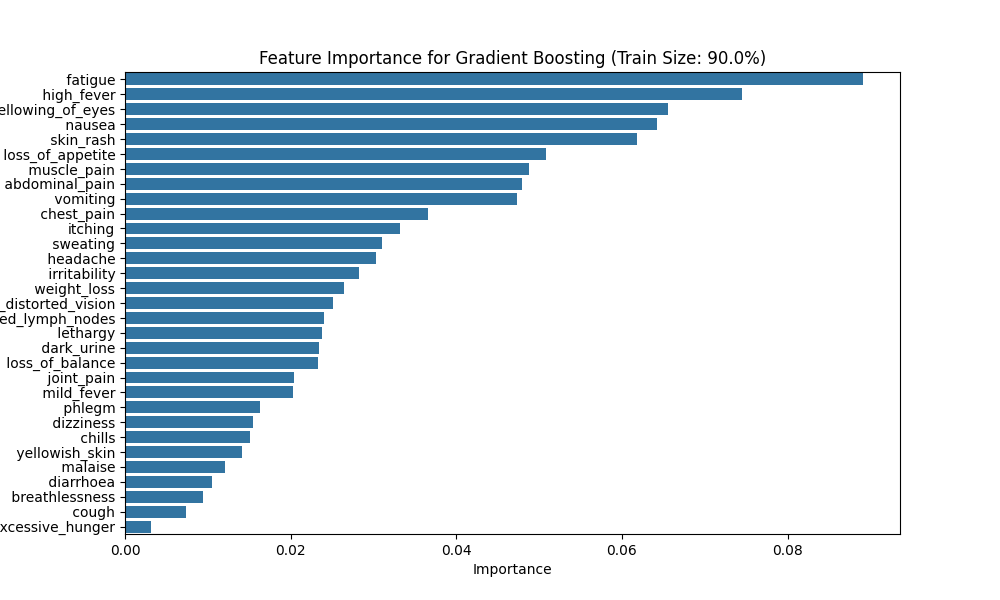 Feature Importance for Gradient Boosting (Train Size: 90.0%)
fatigue
high_fever
ellowing_of_eyes
nausea
skin_rash
loss_of_appetite
muscle_pain
abdominal_pain
vomiting
chest_pain
itching
sweating
headache
irritability
weight_loss
_distorted_vision
ed_lymph_nodes
lethargy
dark_urine
loss_of_balance
joint_pain
mild_fever
phlegm
dizziness
chills
yellowish_skin
malaise
diarrhoea
breathlessness
cough
xcessive_hunger
0.00 0.02 0.04 0.06 0.08
Importance